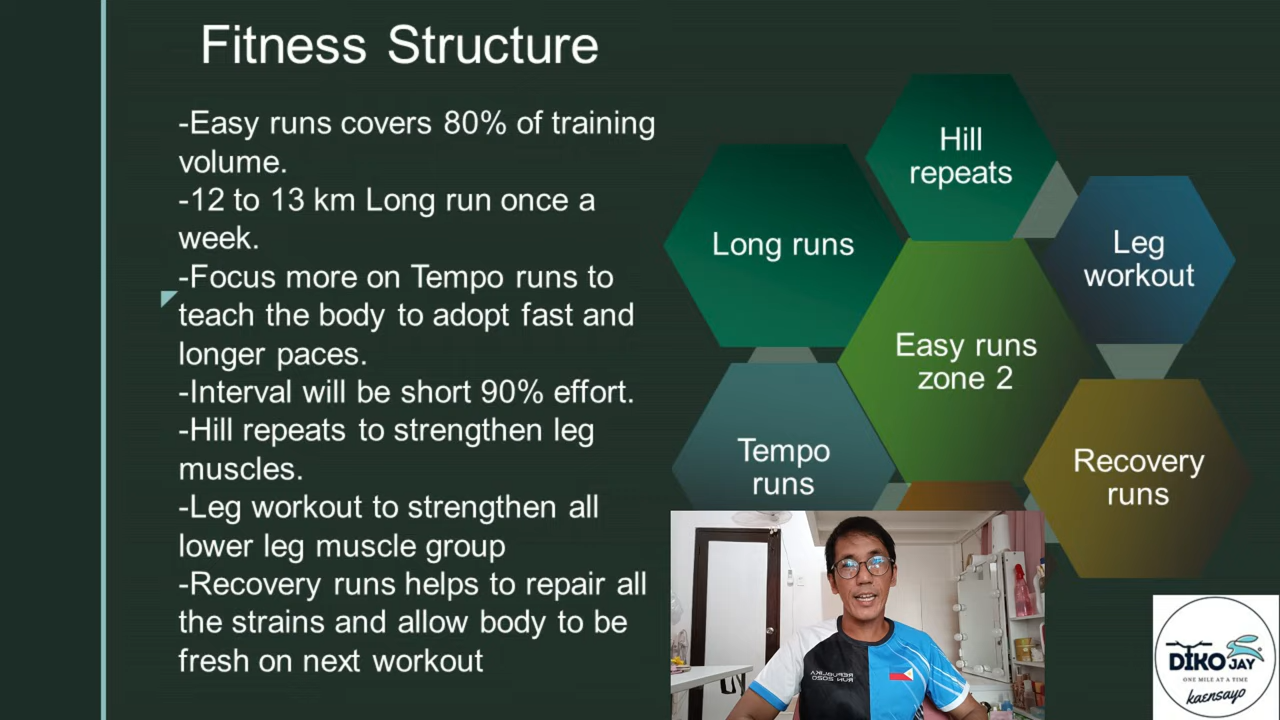 Fitness Structure
-Easy runs covers 80% of training
volume.
-12 to 13 km Long run once a
week.
-Focus more on Tempo runs to
teach the body to adopt fast and
longer paces.
-Interval will be short 90% effort.
-Hill repeats to strengthen leg
muscles.
-Leg workout to strengthen all
lower leg muscle group
-Recovery runs helps to repair all
the strains and allow body to be
fresh on next workout
Hill
repeats
Long runs
Leg
workout
Easy runs
zone 2
Tempo
runs
Recovery
runs
REPUBLIKA
RUN 2020
DIKO JAY
ONE MILE AT A TIME
kaensayo